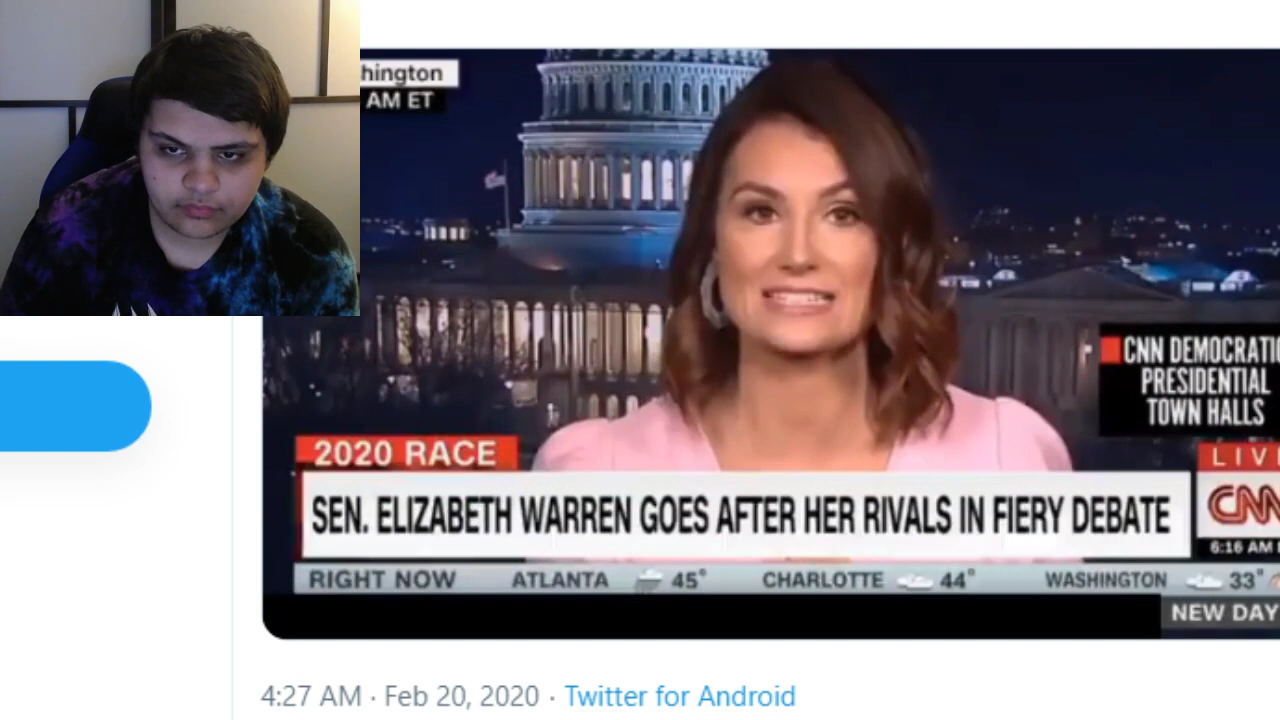 hington
AM ET
CNN DEMOCRATI
PRESIDENTIAL
TOWN HALLS
2020 RACE
LIV
SEN. ELIZABETH WARREN GOES AFTER HER RIVALS IN FIERY DEBATE
CNN
6:16 AM
RIGHT NOW ATLANTA 45° CHARLOTTE 44° WASHINGTON 33°
NEW DAY
4:27 AM · Feb 20, 2020 · Twitter for Android